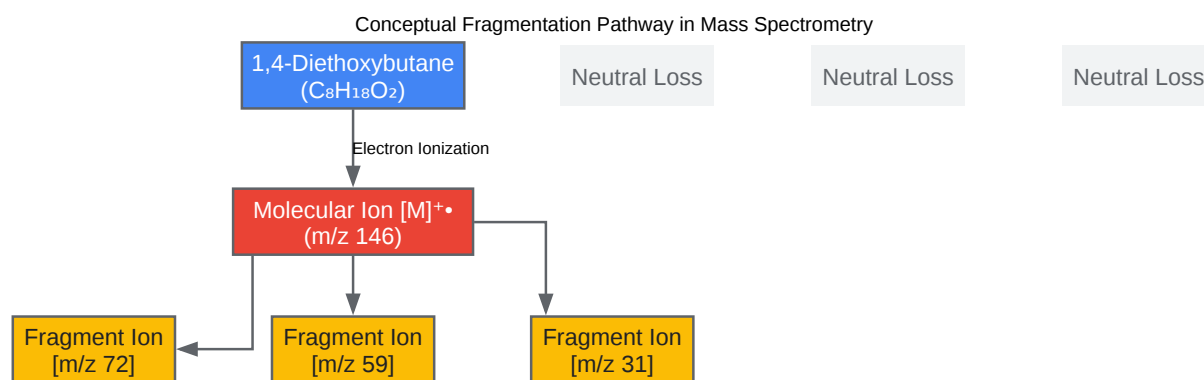 Conceptual Fragmentation Pathway in Mass Spectrometry
1,4-Diethoxybutane
(C₈H₁₈O₂)
Neutral Loss
Neutral Loss
Neutral Loss
Electron Ionization
Molecular Ion [M]⁺•
(m/z 146)
Fragment Ion
[m/z 72]
Fragment Ion
[m/z 59]
Fragment Ion
[m/z 31]